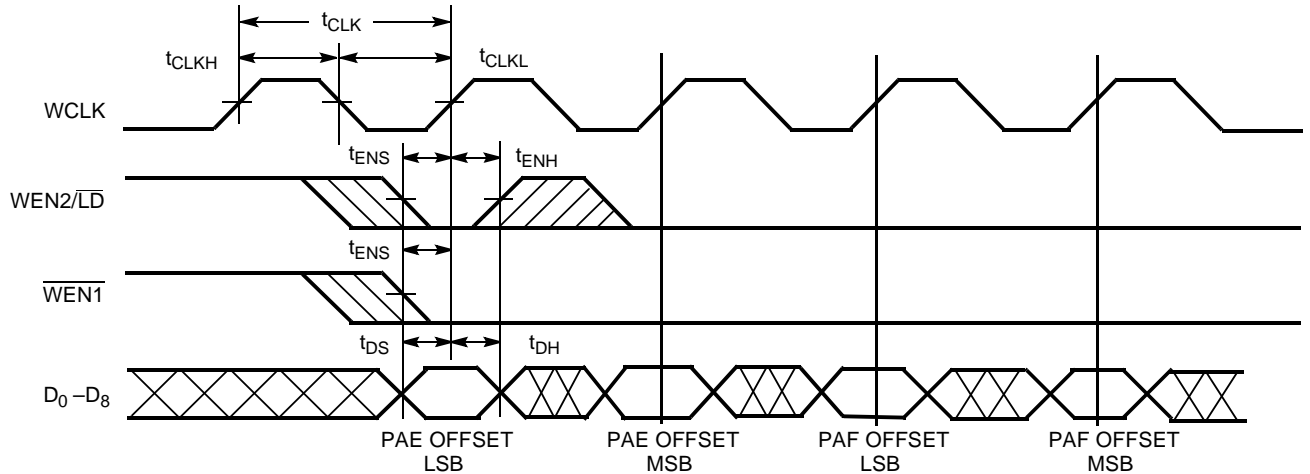 tCLK
tCLKH
tCLKL
WCLK
tENS
tENH
WEN2/LD
tENS
WEN1
tDS
tDH
D0 –D8
PAE OFFSET
LSB
PAE OFFSET
MSB
PAF OFFSET
LSB
PAF OFFSET
MSB